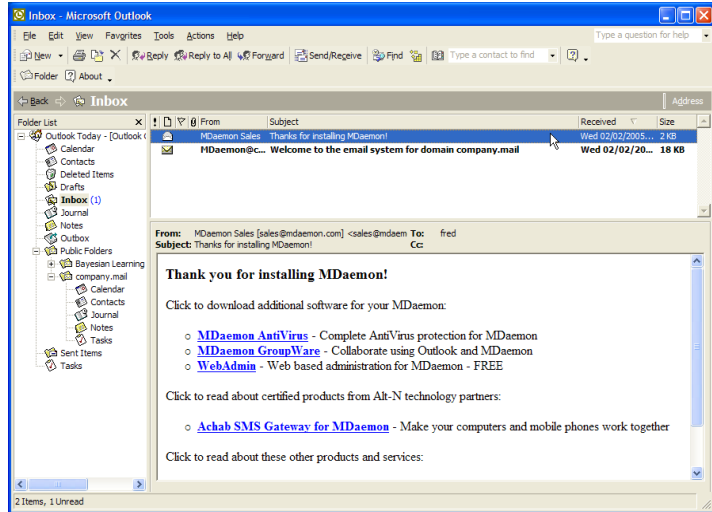 Inbox - Microsoft Outlook
File Edit View Favorites Tools Actions Help Type a question for help
New Reply Reply to All Forward Send/Receive Find Type a contact to find
Folder About
Back Inbox Address
Folder List
Outlook Today - [Outlook
Calendar
Contacts
Deleted Items
Drafts
Inbox (1)
Journal
Notes
Outbox
Public Folders
Bayesian Learning
company.mail
Calendar
Contacts
Journal
Notes
Tasks
Sent Items
Tasks
From Subject Received Size
MDaemon Sales Thanks for installing MDaemon! Wed 02/02/2005... 2 KB
MDaemon@c... Welcome to the email system for domain company.mail Wed 02/02/20... 18 KB
From: MDaemon Sales [sales@mdaemon.com] <sales@mdaem To: fred
Subject: Thanks for installing MDaemon! Cc:
Thank you for installing MDaemon!
Click to download additional software for your MDaemon:
MDaemon AntiVirus - Complete AntiVirus protection for MDaemon
MDaemon GroupWare - Collaborate using Outlook and MDaemon
WebAdmin - Web based administration for MDaemon - FREE
Click to read about certified products from Alt-N technology partners:
Achab SMS Gateway for MDaemon - Make your computers and mobile phones work together
Click to read about these other products and services:
2 Items, 1 Unread